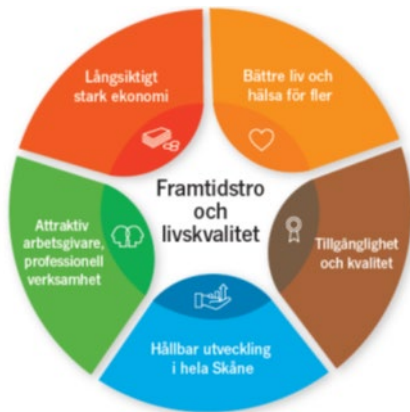 Långsiktigt
stark ekonomi
Bättre liv och
hälsa för fler
Framtidstro
och
livskvalitet
Attraktiv
arbetsgivare,
professionell
verksamhet
Tillgänglighet
och kvalitet
Hållbar utveckling
i hela Skåne